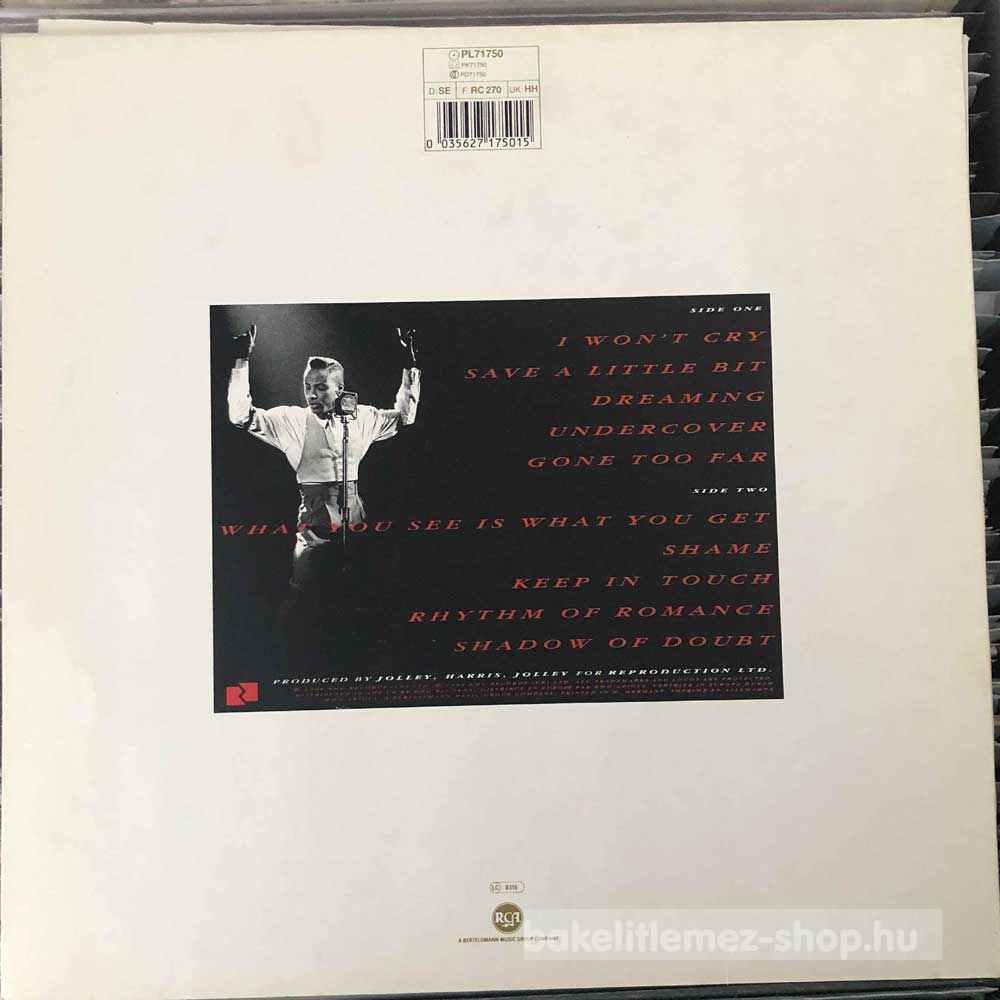 PL71750
PK71750
PD71750
D: SE F: RC 270 UK: HH
0 035627 175015
SIDE ONE
I WON'T CRY
SAVE A LITTLE BIT
DREAMING
UNDERCOVER
GONE TOO FAR
SIDE TWO
WHAT YOU SEE IS WHAT YOU GET
SHAME
KEEP IN TOUCH
RHYTHM OF ROMANCE
SHADOW OF DOUBT
PRODUCED BY JOLLEY, HARRIS, JOLLEY FOR REPRODUCTION LTD.
LC 0316
RCA
A BERTELSMANN MUSIC GROUP COMPANY
bakelitlemez-shop.hu